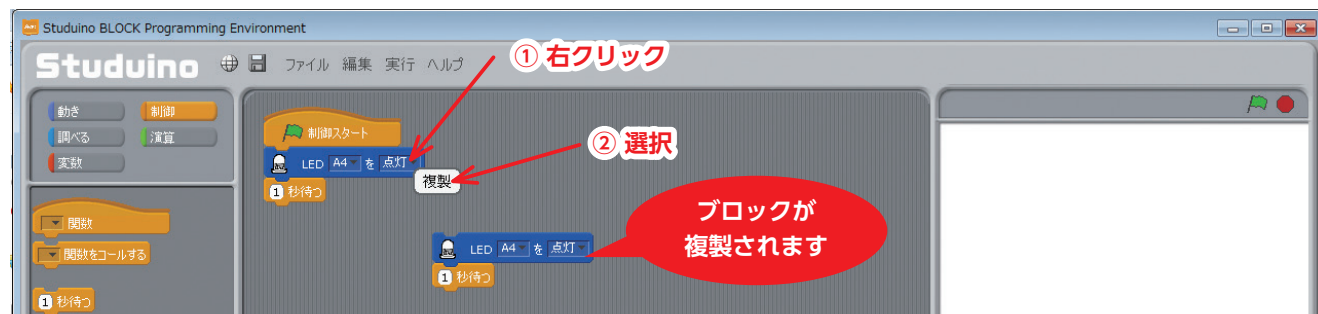 Studuino BLOCK Programming Environment
Studuino ファイル 編集 実行 ヘルプ
① 右クリック
動き 制御
調べる 演算
変数
制御スタート
LED A4 を 点灯
1 秒待つ
② 選択
複製
関数
関数をコールする
1 秒待つ
LED A4 を 点灯
1 秒待つ
ブロックが
複製されます